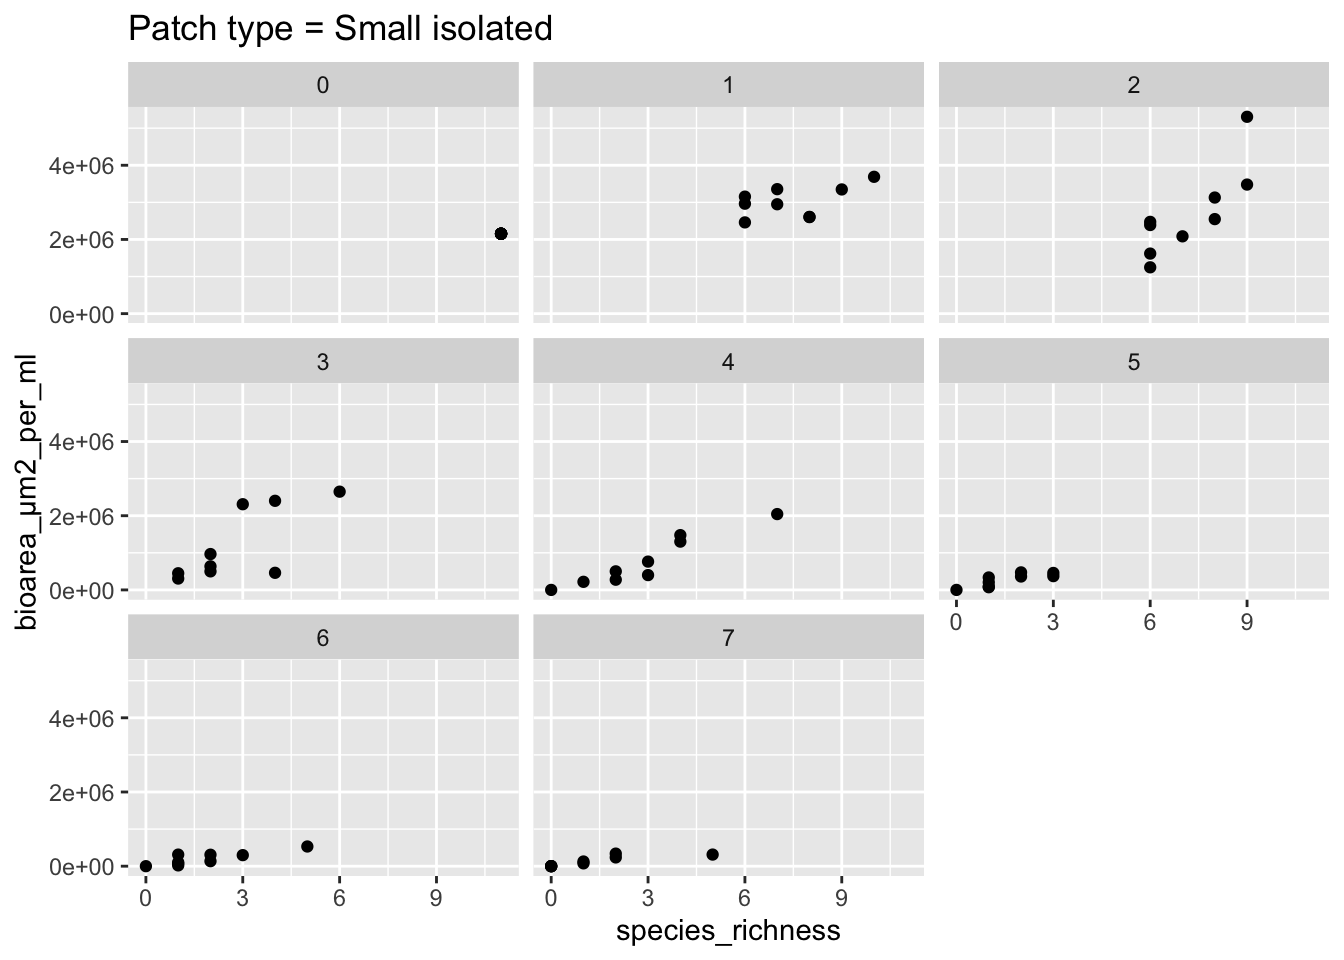 Patch type = Small isolated
0 1 2
4e+06
2e+06
0e+00
3 4 5
4e+06
2e+06
0e+00
0 3 6 9
6 7
4e+06
2e+06
0e+00
0 3 6 9 0 3 6 9
species_richness
bioarea_µm2_per_ml